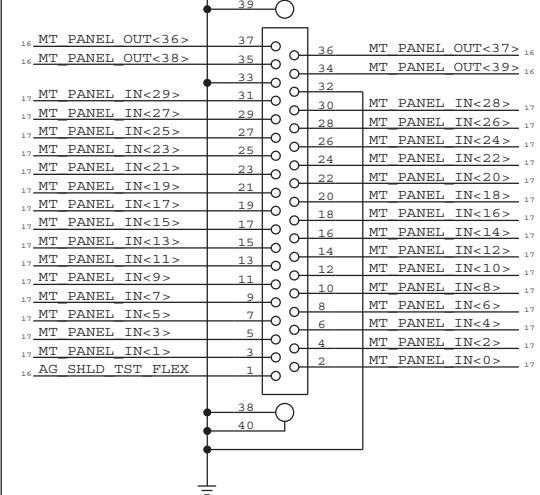 39
16 MT_PANEL_OUT<36> 37
36 MT_PANEL_OUT<37> 16
16 MT_PANEL_OUT<38> 35
34 MT_PANEL_OUT<39> 16
33
32
17 MT_PANEL_IN<29> 31
30 MT_PANEL_IN<28> 17
17 MT_PANEL_IN<27> 29
28 MT_PANEL_IN<26> 17
17 MT_PANEL_IN<25> 27
26 MT_PANEL_IN<24> 17
17 MT_PANEL_IN<23> 25
24 MT_PANEL_IN<22> 17
17 MT_PANEL_IN<21> 23
22 MT_PANEL_IN<20> 17
17 MT_PANEL_IN<19> 21
20 MT_PANEL_IN<18> 17
17 MT_PANEL_IN<17> 19
18 MT_PANEL_IN<16> 17
17 MT_PANEL_IN<15> 17
16 MT_PANEL_IN<14> 17
17 MT_PANEL_IN<13> 15
14 MT_PANEL_IN<12> 17
17 MT_PANEL_IN<11> 13
12 MT_PANEL_IN<10> 17
17 MT_PANEL_IN<9> 11
10 MT_PANEL_IN<8> 17
17 MT_PANEL_IN<7> 9
8 MT_PANEL_IN<6> 17
17 MT_PANEL_IN<5> 7
6 MT_PANEL_IN<4> 17
17 MT_PANEL_IN<3> 5
4 MT_PANEL_IN<2> 17
17 MT_PANEL_IN<1> 3
2 MT_PANEL_IN<0> 17
16 AG_SHLD_TST_FLEX 1
38
40